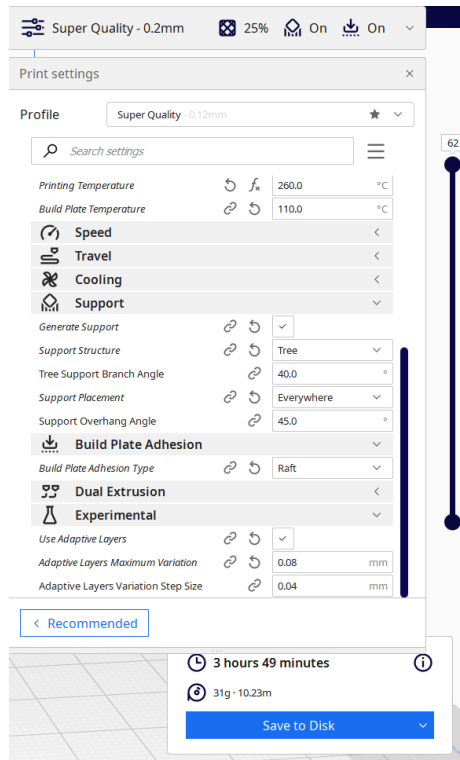 Super Quality - 0.2mm 25% On On
Print settings
Profile Super Quality - 0.12mm
Search settings
Printing Temperature 260.0 °C
Build Plate Temperature 110.0 °C
Speed
Travel
Cooling
Support
Generate Support
Support Structure Tree
Tree Support Branch Angle 40.0 °
Support Placement Everywhere
Support Overhang Angle 45.0 °
Build Plate Adhesion
Build Plate Adhesion Type Raft
Dual Extrusion
Experimental
Use Adaptive Layers
Adaptive Layers Maximum Variation 0.08 mm
Adaptive Layers Variation Step Size 0.04 mm
Recommended
62
3 hours 49 minutes
31g · 10.23m
Save to Disk